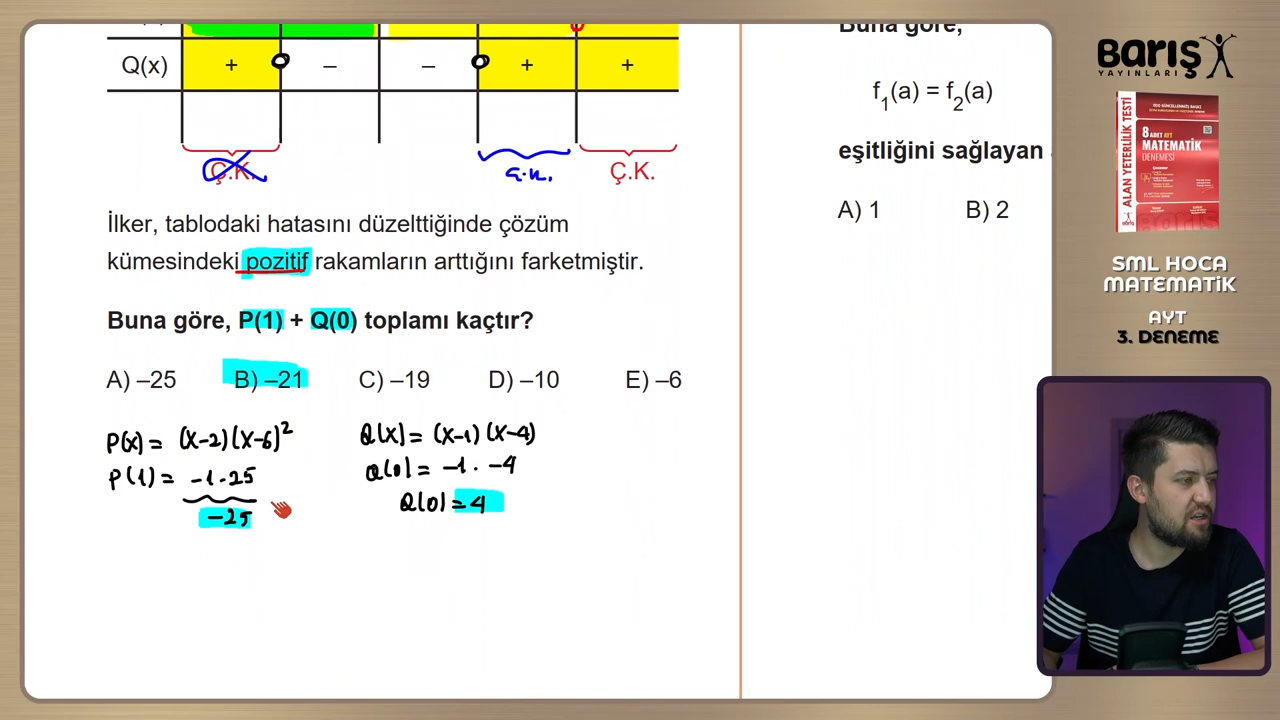 Q(x) + – – + +
Ç.K. Ç.K. Ç.K.
İlker, tablodaki hatasını düzelttiğinde çözüm
kümesindeki pozitif rakamların arttığını farketmiştir.
Buna göre, P(1) + Q(0) toplamı kaçtır?
A) –25 B) –21 C) –19 D) –10 E) –6
P(x) = (x-2)(x-6)²
P(1) = -1·25
-25
Q(x) = (x-1)(x-4)
Q(0) = -1 · -4
Q(0) = 4
Buna göre,
f1(a) = f2(a)
eşitliğini sağlayan
A) 1 B) 2
BARIŞ
YAYINLARI
ALAN YETERLİLİK TESTİ
8 ADET AYT
MATEMATİK
DENEMESİ
BARIŞ
SML HOCA
MATEMATİK
AYT
3. DENEME